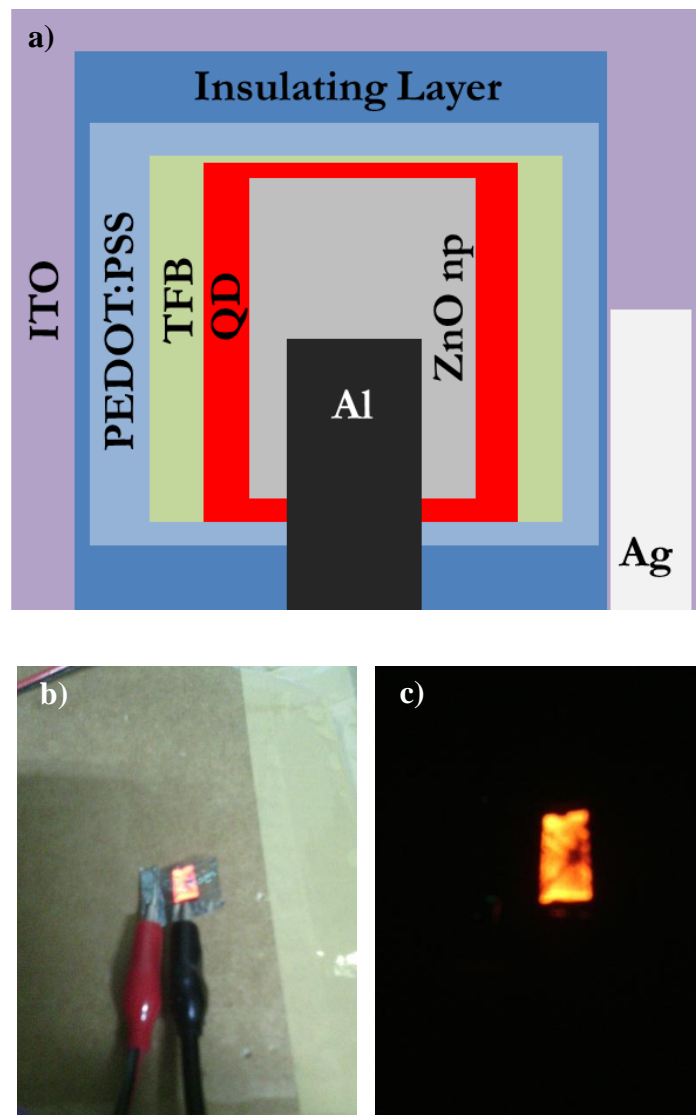 a)
Insulating Layer
ITO
PEDOT:PSS
TFB
QD
ZnO np
Al
Ag
b)
c)